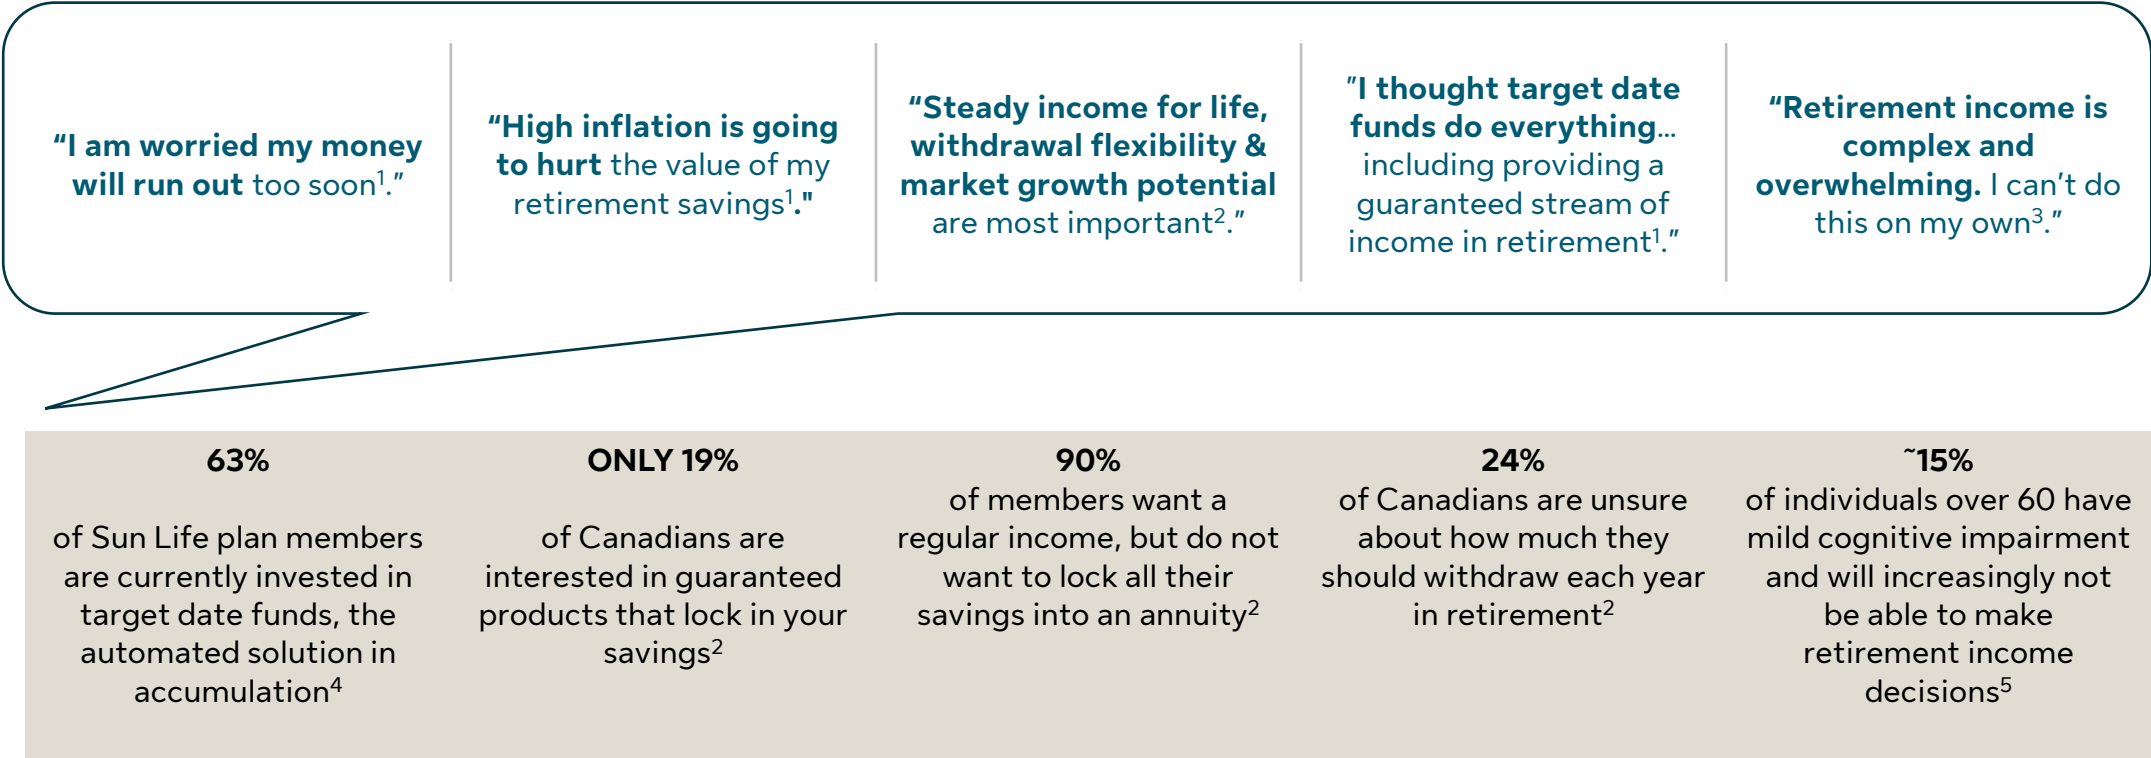 “I am worried my money
will run out too soon¹.”
“High inflation is going
to hurt the value of my
retirement savings¹."
“Steady income for life,
withdrawal flexibility &
market growth potential
are most important².”
”I thought target date
funds do everything…
including providing a
guaranteed stream of
income in retirement¹.”
“Retirement income is
complex and
overwhelming. I can’t do
this on my own³.”
63%
of Sun Life plan members
are currently invested in
target date funds, the
automated solution in
accumulation⁴
ONLY 19%
of Canadians are
interested in guaranteed
products that lock in your
savings²
90%
of members want a
regular income, but do not
want to lock all their
savings into an annuity²
24%
of Canadians are unsure
about how much they
should withdraw each year
in retirement²
~15%
of individuals over 60 have
mild cognitive impairment
and will increasingly not
be able to make
retirement income
decisions⁵